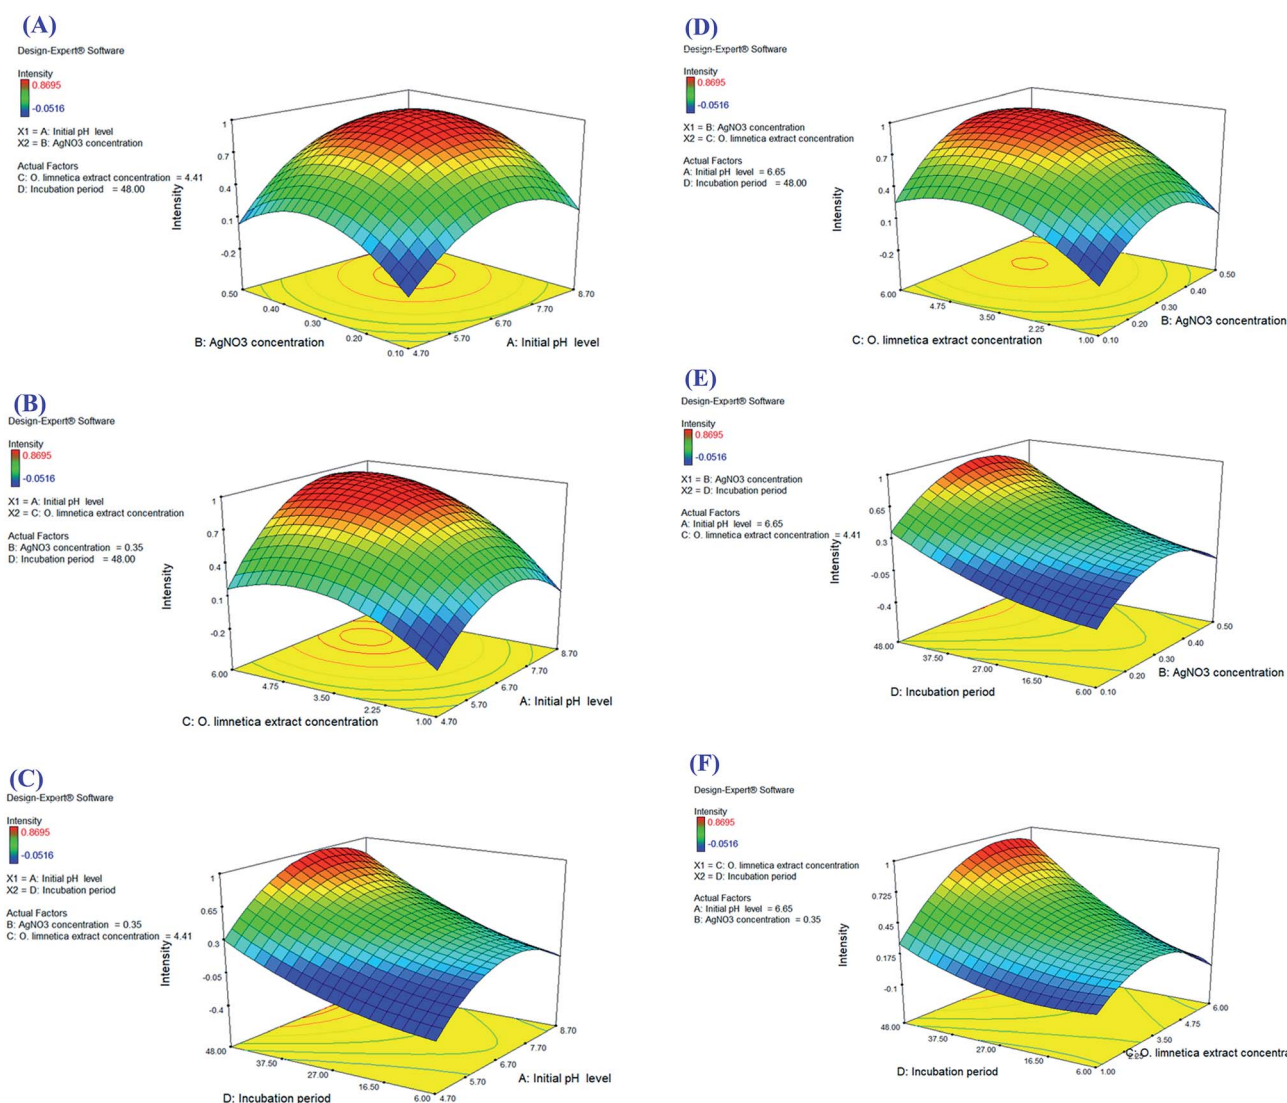 (A)
Design-Expert® Software
Intensity
0.8695
-0.0516
X1 = A: Initial pH level
X2 = B: AgNO3 concentration
Actual Factors
C: O. limnetica extract concentration = 4.41
D: Incubation period = 48.00
1
0.7
0.4
0.1
-0.2
Intensity
0.50
0.40
0.30
0.20
0.10
B: AgNO3 concentration
4.70
5.70
6.70
7.70
8.70
A: Initial pH level
(D)
Design-Expert® Software
Intensity
0.8695
-0.0516
X1 = B: AgNO3 concentration
X2 = C: O. limnetica extract concentration
Actual Factors
A: Initial pH level = 6.65
D: Incubation period = 48.00
1
0.7
0.4
0.1
-0.2
Intensity
6.00
4.75
3.50
2.25
1.00
C: O. limnetica extract concentration
0.10
0.20
0.30
0.40
0.50
B: AgNO3 concentration
(B)
Design-Expert® Software
Intensity
0.8695
-0.0516
X1 = A: Initial pH level
X2 = C: O. limnetica extract concentration
Actual Factors
B: AgNO3 concentration = 0.35
D: Incubation period = 48.00
1
0.7
0.4
0.1
-0.2
Intensity
6.00
4.75
3.50
2.25
1.00
C: O. limnetica extract concentration
4.70
5.70
6.70
7.70
8.70
A: Initial pH level
(E)
Design-Expert® Software
Intensity
0.8695
-0.0516
X1 = B: AgNO3 concentration
X2 = D: Incubation period
Actual Factors
A: Initial pH level = 6.65
C: O. limnetica extract concentration = 4.41
1
0.65
0.3
-0.05
-0.4
Intensity
48.00
37.50
27.00
16.50
6.00
D: Incubation period
0.10
0.20
0.30
0.40
0.50
B: AgNO3 concentration
(C)
Design-Expert® Software
Intensity
0.8695
-0.0516
X1 = A: Initial pH level
X2 = D: Incubation period
Actual Factors
B: AgNO3 concentration = 0.35
C: O. limnetica extract concentration = 4.41
1
0.65
0.3
-0.05
-0.4
Intensity
48.00
37.50
27.00
16.50
6.00
D: Incubation period
4.70
5.70
6.70
7.70
8.70
A: Initial pH level
(F)
Design-Expert® Software
Intensity
0.8695
-0.0516
X1 = C: O. limnetica extract concentration
X2 = D: Incubation period
Actual Factors
A: Initial pH level = 6.65
B: AgNO3 concentration = 0.35
1
0.725
0.45
0.175
-0.1
Intensity
48.00
37.50
27.00
16.50
6.00
D: Incubation period
1.00
2.25
3.50
4.75
6.00
C: O. limnetica extract concentra